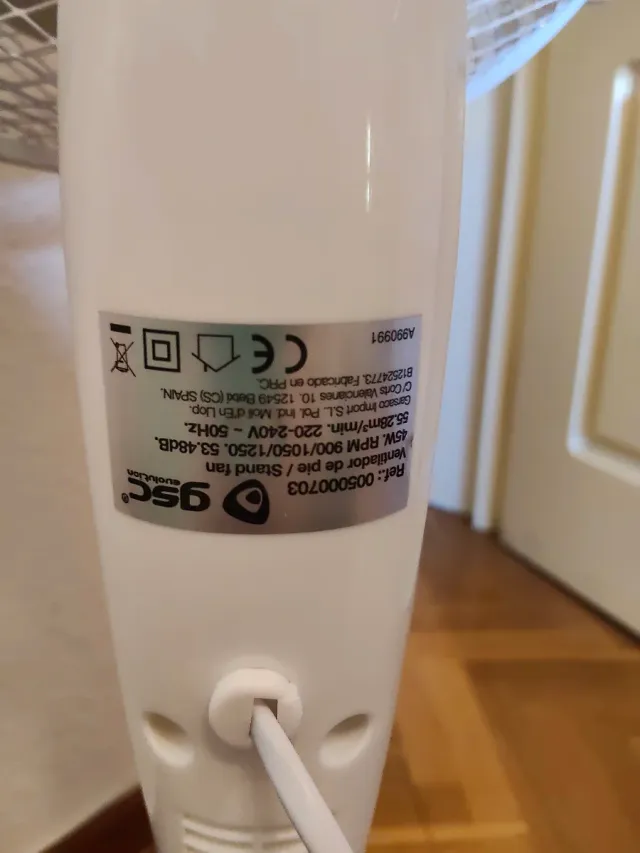 Ref.: 005000703
Ventilador de pie / Stand fan
gsc®
evolution
45W. RPM 900/1050/1250. 53.48dB.
55.28m³/min. 220-240V ~ 50Hz.
Garsaco Import S.L. Pol. Ind. Molí d'En Llop.
C/ Corts Valencianes 10. 12549 Betxí (CS) SPAIN.
B12524773. Fabricado en PRC.
A990991
CE